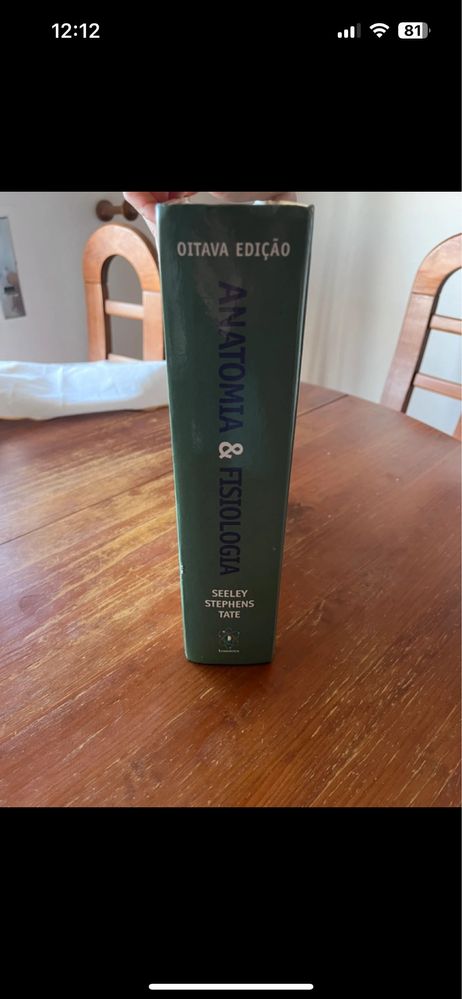 12:12
81
OITAVA EDIÇÃO
ANATOMIA & FISIOLOGIA
SEELEY
STEPHENS
TATE